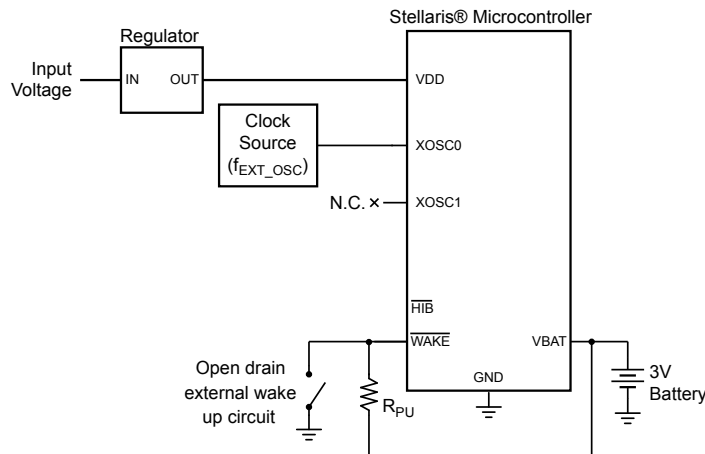 Stellaris® Microcontroller
Regulator
Input
Voltage
IN
OUT
VDD
Clock
Source
(fEXT_OSC)
XOSC0
N.C.
XOSC1
HIB
WAKE
VBAT
Open drain
external wake
up circuit
RPU
GND
3V
Battery